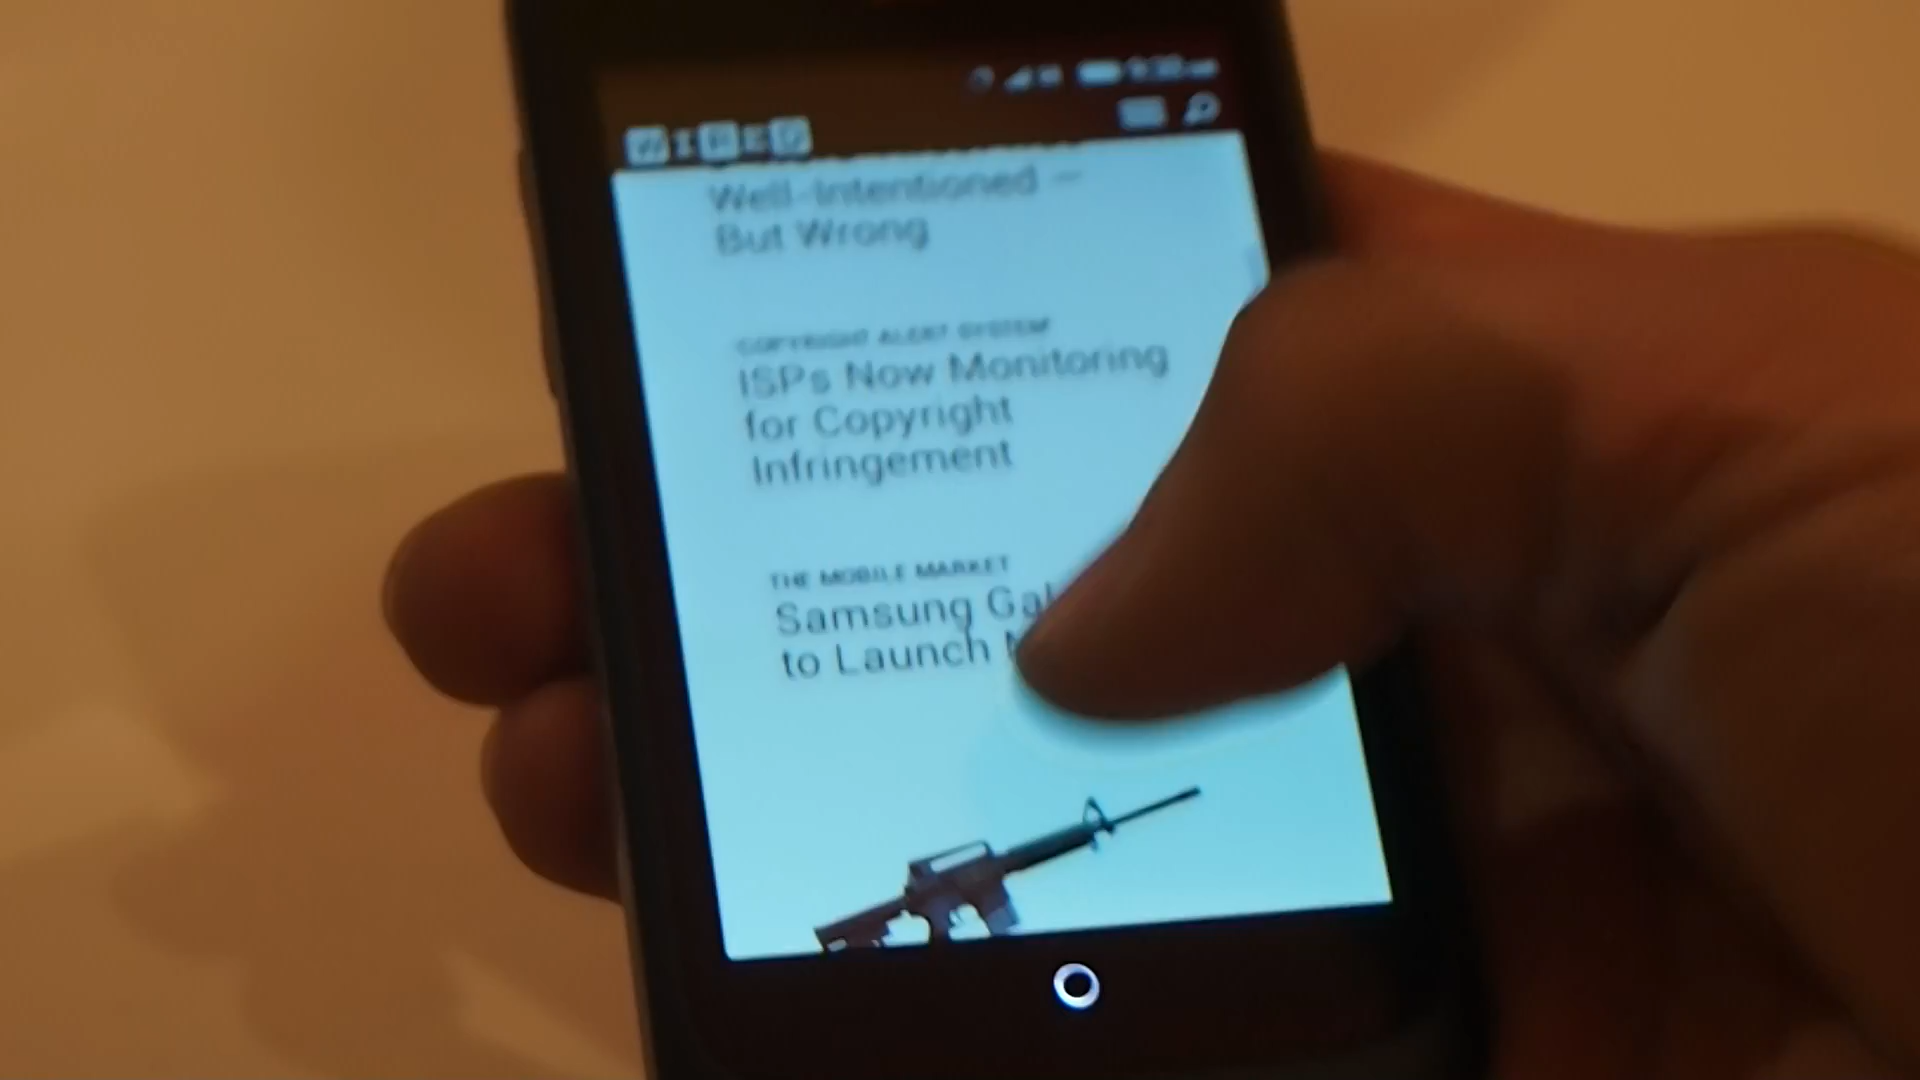 WIRED
Well-Intentioned —
But Wrong
COPYRIGHT ALERT SYSTEM
ISPs Now Monitoring
for Copyright
Infringement
THE MOBILE MARKET
Samsung
to Launch